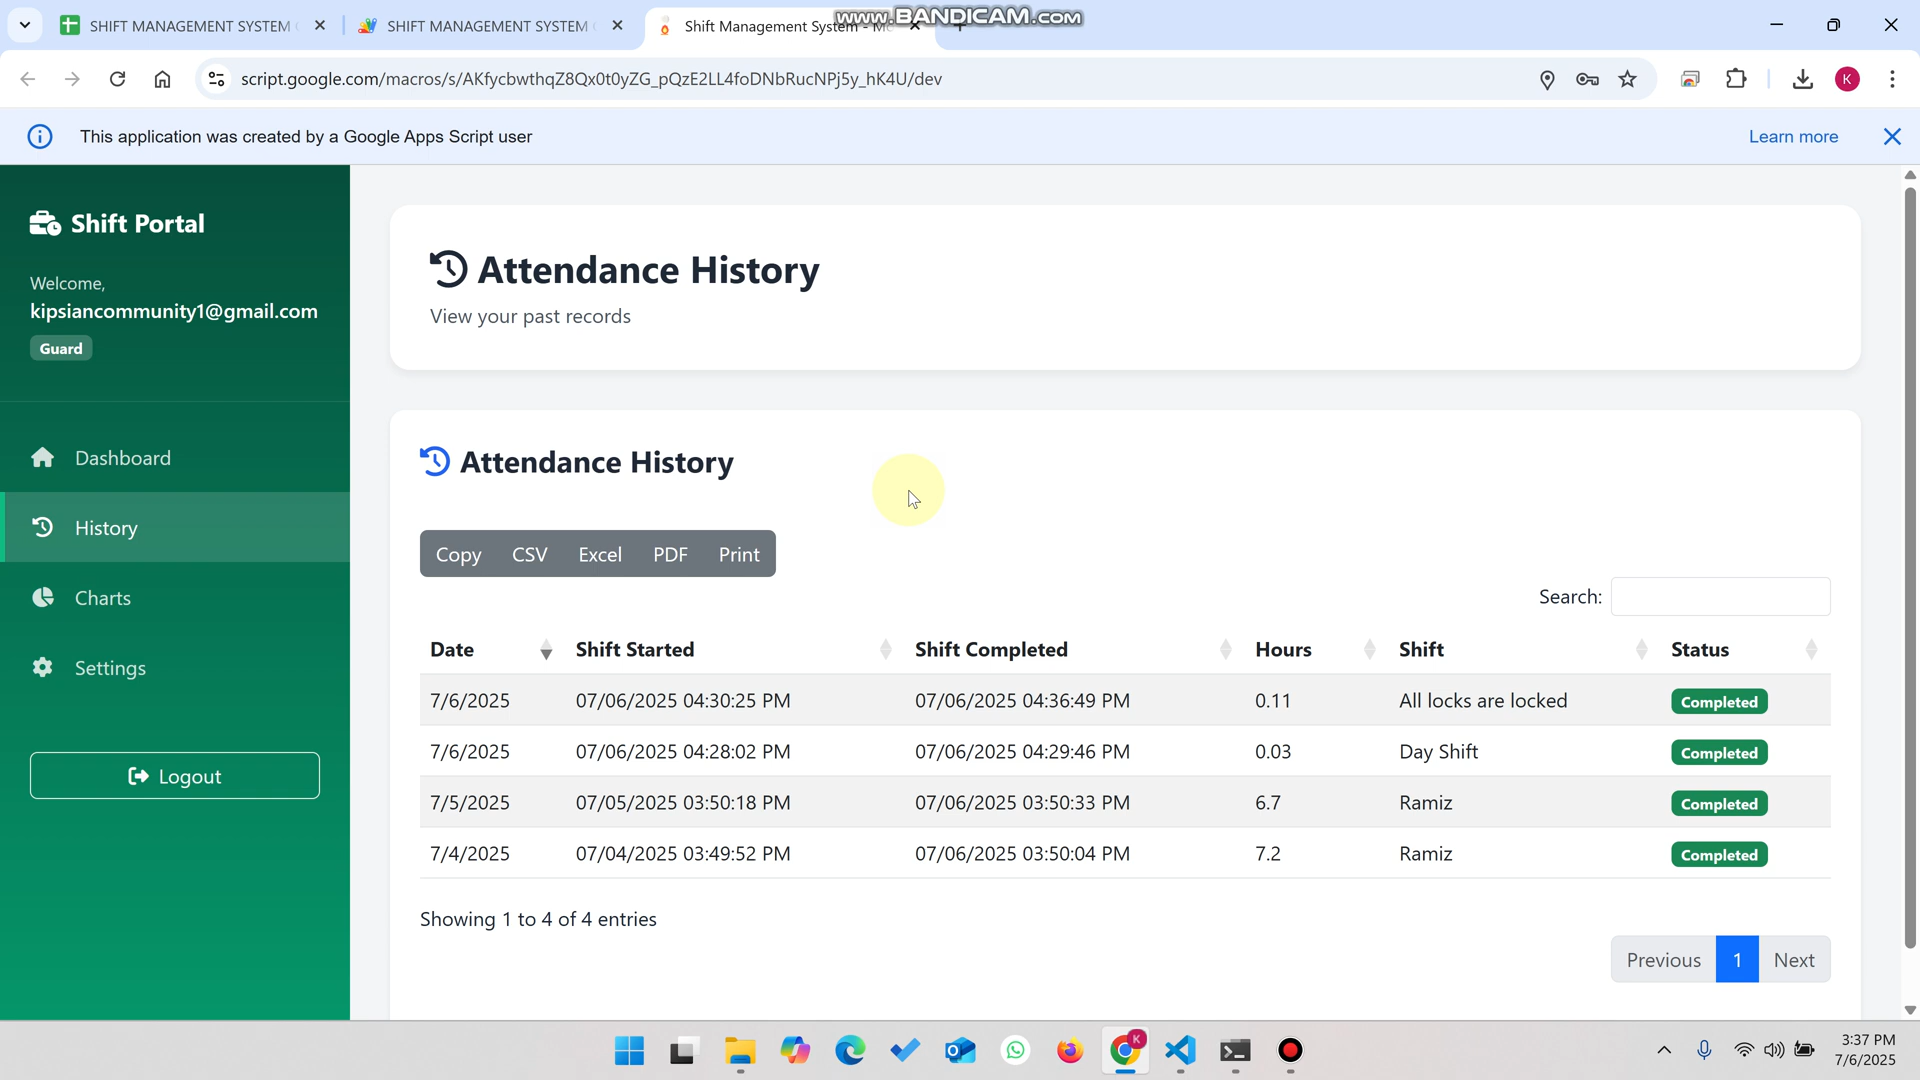 SHIFT MANAGEMENT SYSTEM
SHIFT MANAGEMENT SYSTEM
Shift Management System - Mo
www.BANDICAM.com
script.google.com/macros/s/AKfycbwthqZ8Qx0t0yZG_pQzE2LL4foDNbRucNPj5y_hK4U/dev
K
This application was created by a Google Apps Script user
Learn more
Shift Portal
Welcome,
kipsiancommunity1@gmail.com
Guard
Dashboard
History
Charts
Settings
Logout
Attendance History
View your past records
Attendance History
Copy CSV Excel PDF Print
Search:
Date Shift Started Shift Completed Hours Shift Status
7/6/2025 07/06/2025 04:30:25 PM 07/06/2025 04:36:49 PM 0.11 All locks are locked Completed
7/6/2025 07/06/2025 04:28:02 PM 07/06/2025 04:29:46 PM 0.03 Day Shift Completed
7/5/2025 07/05/2025 03:50:18 PM 07/06/2025 03:50:33 PM 6.7 Ramiz Completed
7/4/2025 07/04/2025 03:49:52 PM 07/06/2025 03:50:04 PM 7.2 Ramiz Completed
Showing 1 to 4 of 4 entries
Previous 1 Next
K
3:37 PM
7/6/2025